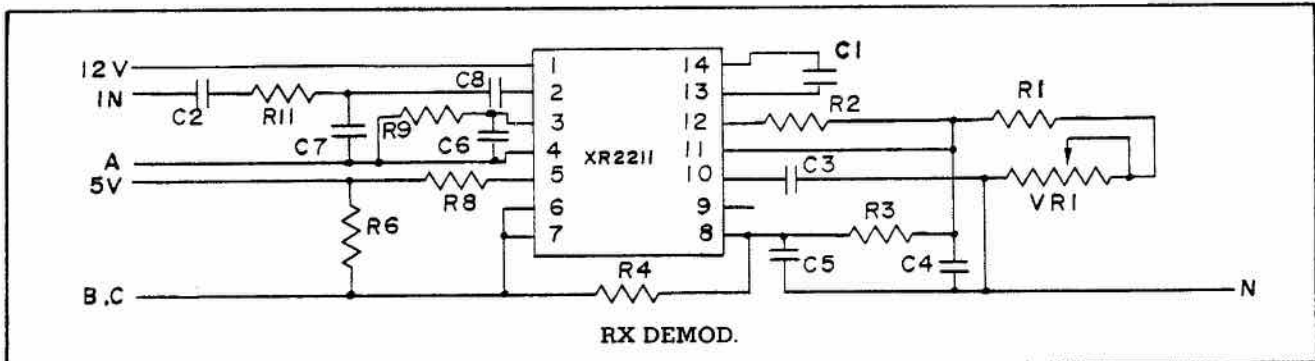 12V
IN
C2
R11
C7
C8
R9
C6
A
5V
R8
R6
B,C
R4
1
2
3
4
5
6
7
XR2211
14
13
12
11
10
9
8
C1
R2
R1
C3
VR1
R3
C5
C4
N
RX DEMOD.